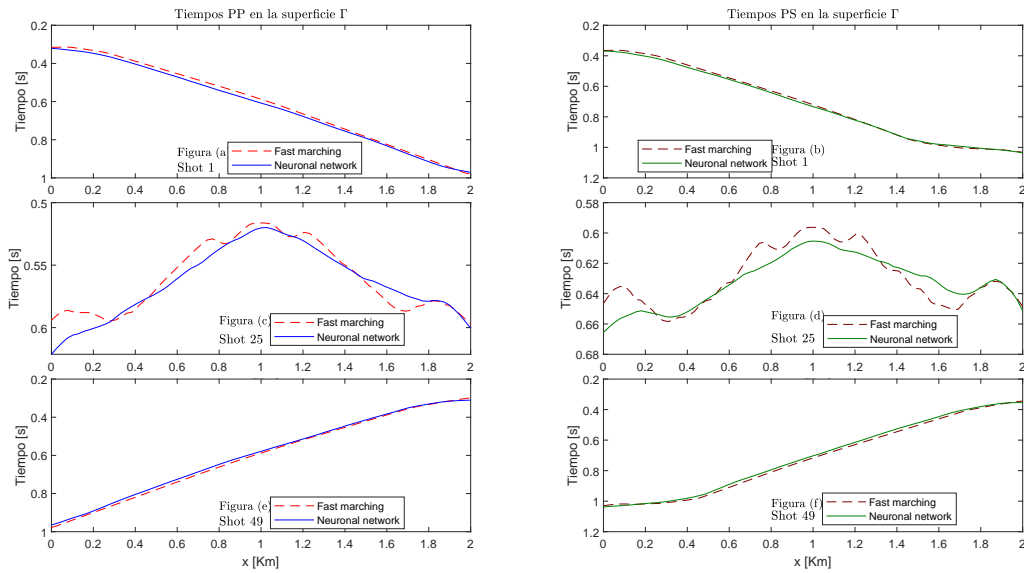 Tiempos PP en la superficie Γ
0.2
0.4
0.6
0.8
1
Tiempo [s]
Figura (a)
Shot 1
Fast marching
Neuronal network
0 0.2 0.4 0.6 0.8 1 1.2 1.4 1.6 1.8 2
Tiempos PS en la superficie Γ
0.2
0.4
0.6
0.8
1
1.2
Tiempo [s]
Fast marching
Neuronal network
Figura (b)
Shot 1
0 0.2 0.4 0.6 0.8 1 1.2 1.4 1.6 1.8 2
0.5
0.55
0.6
Tiempo [s]
Figura (c)
Shot 25
Fast marching
Neuronal network
0 0.2 0.4 0.6 0.8 1 1.2 1.4 1.6 1.8 2
0.58
0.6
0.62
0.64
0.66
0.68
Tiempo [s]
Figura (d)
Shot 25
Fast marching
Neuronal network
0 0.2 0.4 0.6 0.8 1 1.2 1.4 1.6 1.8 2
0.2
0.4
0.6
0.8
1
Tiempo [s]
Figura (e)
Shot 49
Fast marching
Neuronal network
0 0.2 0.4 0.6 0.8 1 1.2 1.4 1.6 1.8 2
x [Km]
0.2
0.4
0.6
0.8
1
1.2
Tiempo [s]
Figura (f)
Shot 49
Fast marching
Neuronal network
0 0.2 0.4 0.6 0.8 1 1.2 1.4 1.6 1.8 2
x [Km]